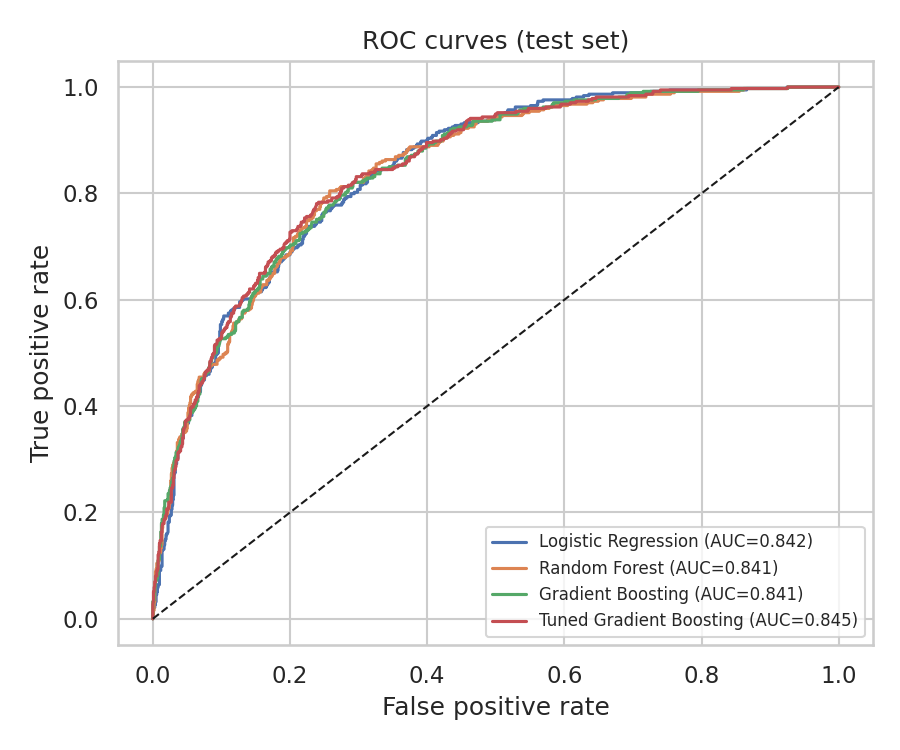 ROC curves (test set)
True positive rate
1.0
0.8
0.6
0.4
0.2
0.0
Logistic Regression (AUC=0.842)
Random Forest (AUC=0.841)
Gradient Boosting (AUC=0.841)
Tuned Gradient Boosting (AUC=0.845)
0.0 0.2 0.4 0.6 0.8 1.0
False positive rate